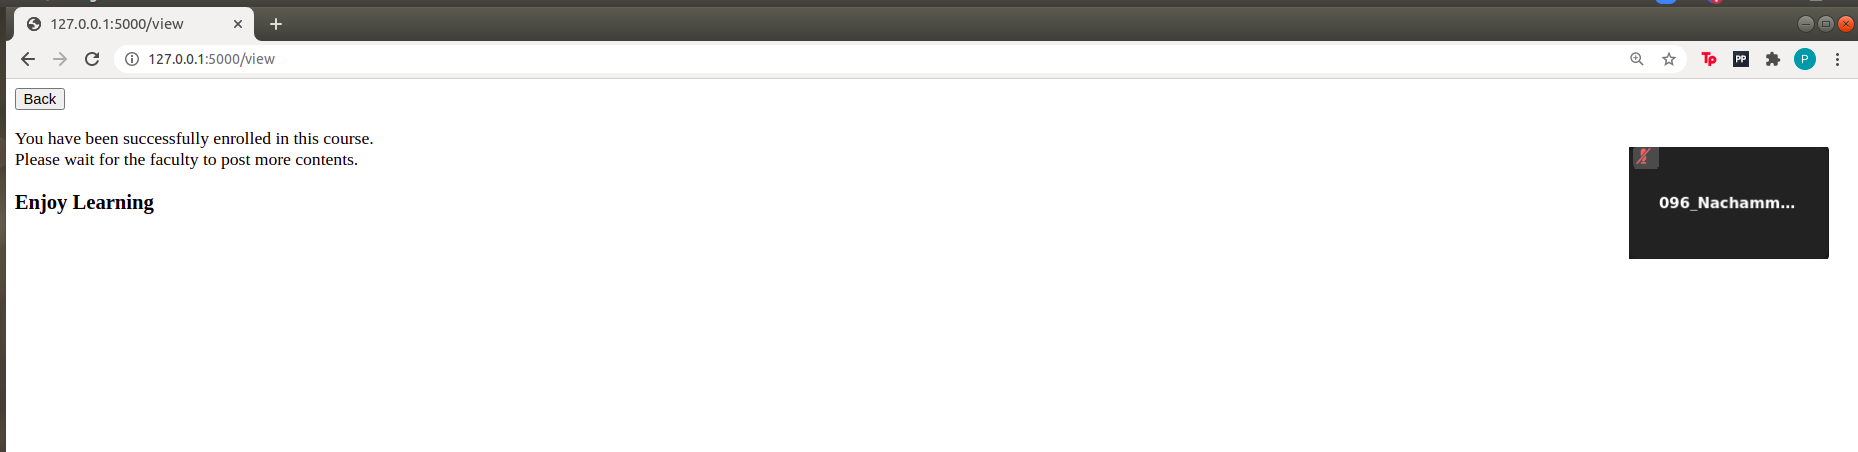 127.0.0.1:5000/view
127.0.0.1:5000/view
Tp
PP
P
Back
You have been successfully enrolled in this course.
Please wait for the faculty to post more contents.
Enjoy Learning
096_Nachamm...